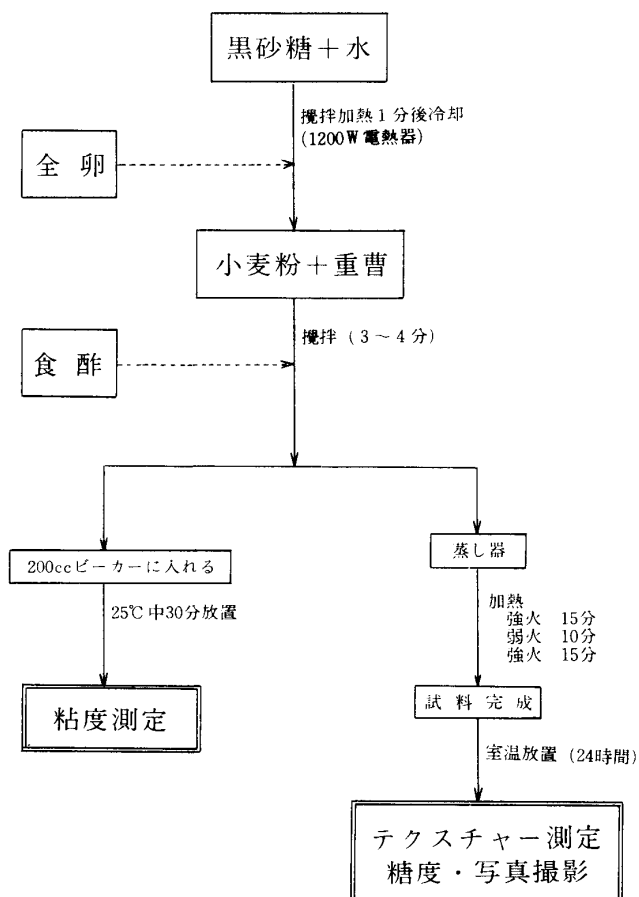 黒砂糖＋水
攪拌加熱１分後冷却
(1200W電熱器)
全卵
小麦粉＋重曹
攪拌（3～4分）
食酢
200ccビーカーに入れる
蒸し器
25℃中30分放置
加熱
強火 15分
弱火 10分
強火 15分
粘度測定
試料完成
室温放置（24時間）
テクスチャー測定
糖度・写真撮影